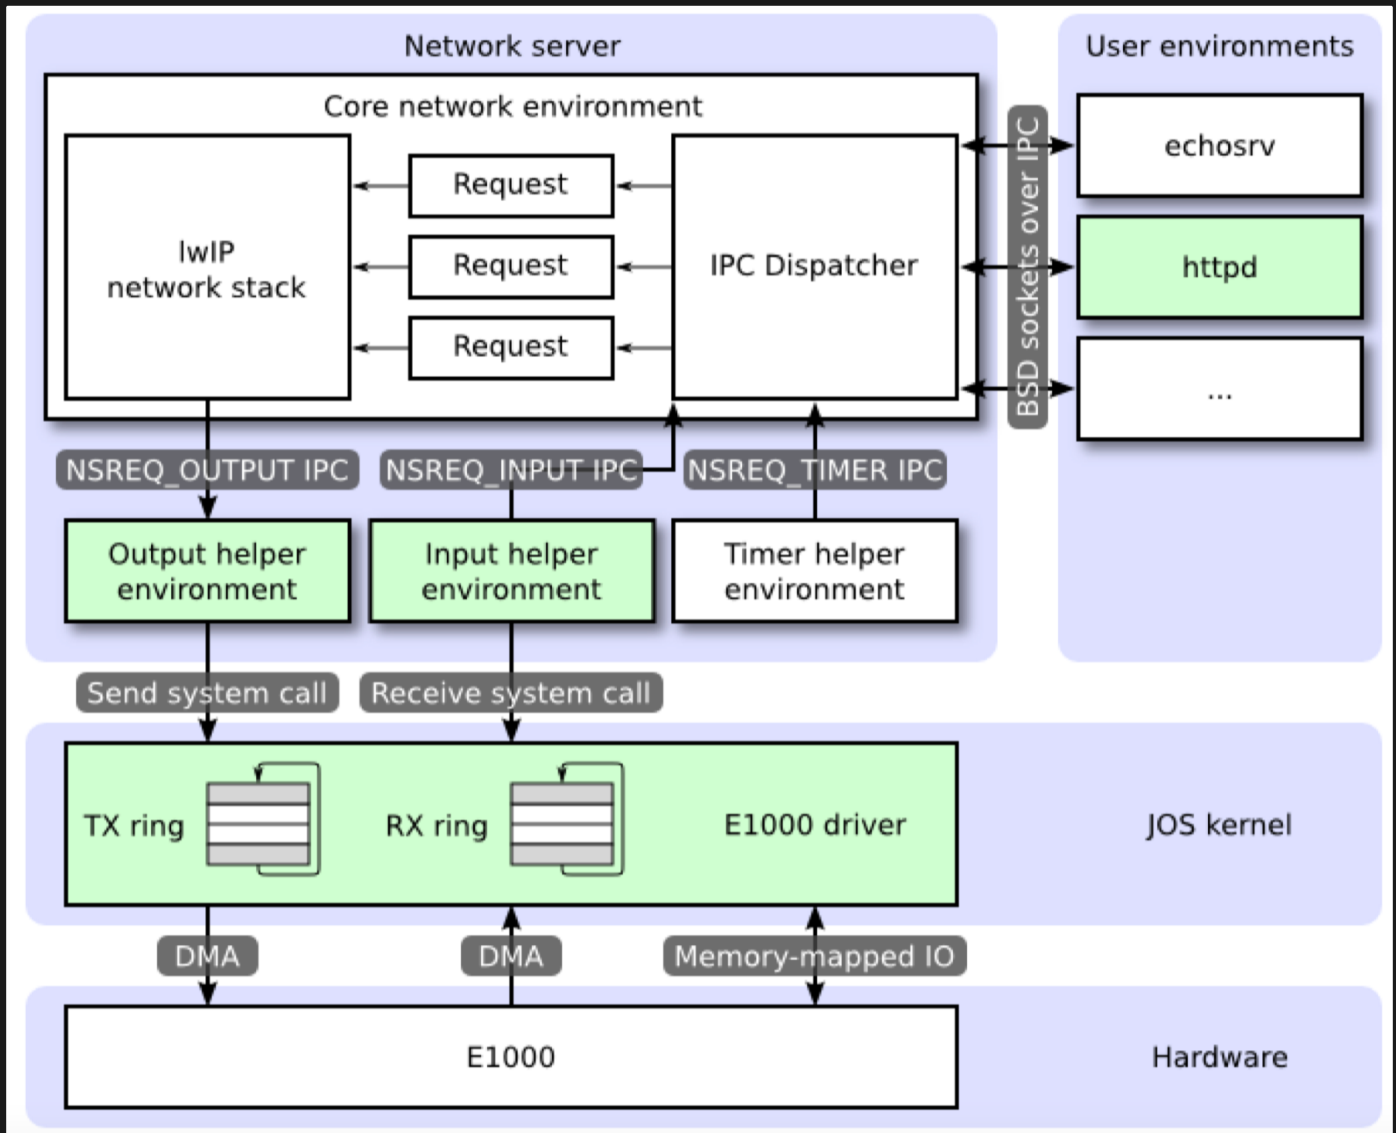 Network server
Core network environment
lwIP
network stack
Request
Request
Request
IPC Dispatcher
BSD sockets over IPC
User environments
echosrv
httpd
...
NSREQ_OUTPUT IPC
NSREQ_INPUT IPC
NSREQ_TIMER IPC
Output helper
environment
Input helper
environment
Timer helper
environment
Send system call
Receive system call
TX ring
RX ring
E1000 driver
JOS kernel
DMA
DMA
Memory-mapped IO
E1000
Hardware